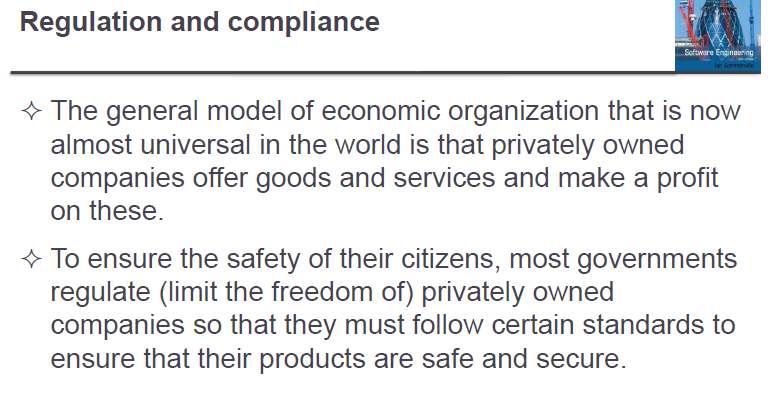 Regulation and compliance
Software Engineering
Ian Sommerville
✧ The general model of economic organization that is now
almost universal in the world is that privately owned
companies offer goods and services and make a profit
on these.
✧ To ensure the safety of their citizens, most governments
regulate (limit the freedom of) privately owned
companies so that they must follow certain standards to
ensure that their products are safe and secure.